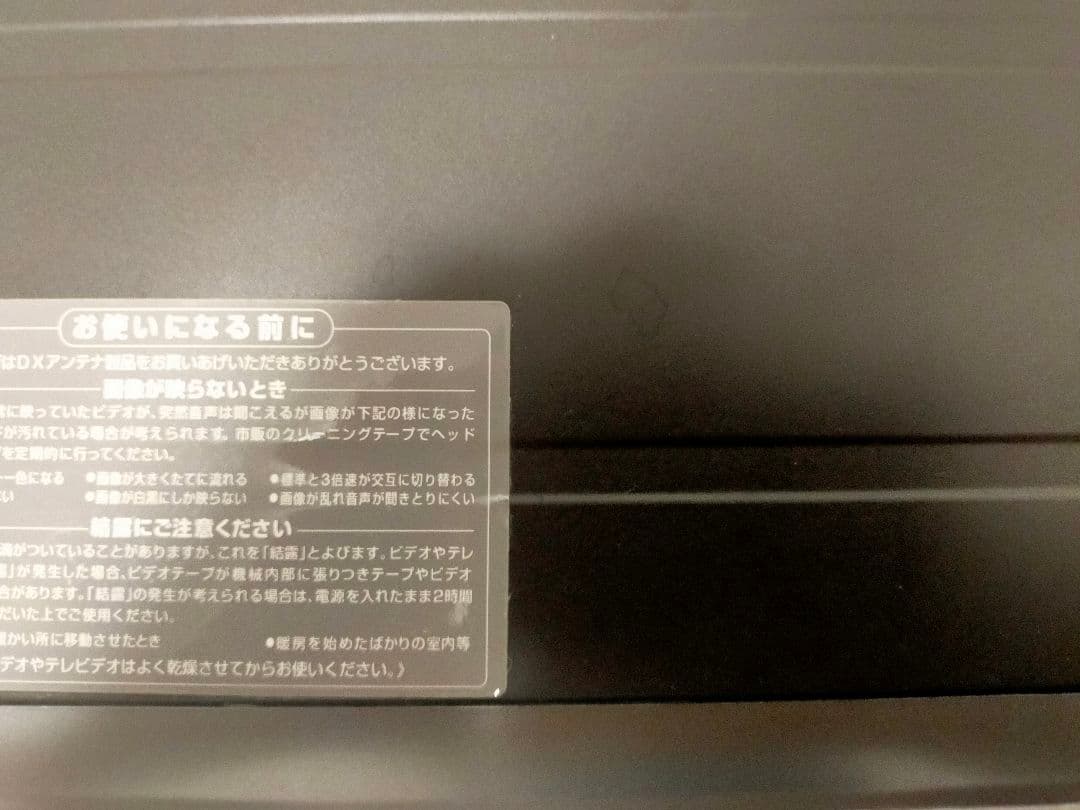 お使いになる前に
はDXアンテナ製品をお買いあげいただきありがとうございます。
画像が映らないとき
に映っていたビデオが、突然音声は聞こえるが画像が下記の様になった
が汚れている場合が考えられます。市販のクリーニングテープでヘッド
を定期的に行ってください。
一色になる ●画像が大きくたてに流れる ●標準と3倍速が交互に切り替わる
い ●画像が白黒にしか映らない ●画像が乱れ音声が聞きとりにくい
結露にご注意ください
滴がついていることがありますが、これを「結露」とよびます。ビデオやテレ
」が発生した場合、ビデオテープが機械内部に張りつきテープやビデオ
合があります。「結露」の発生が考えられる場合は、電源を入れたまま2時間
だいた上でご使用ください。
暖かい所に移動させたとき ●暖房を始めたばかりの室内等
デオやテレビデオはよく乾燥させてからお使いください。》